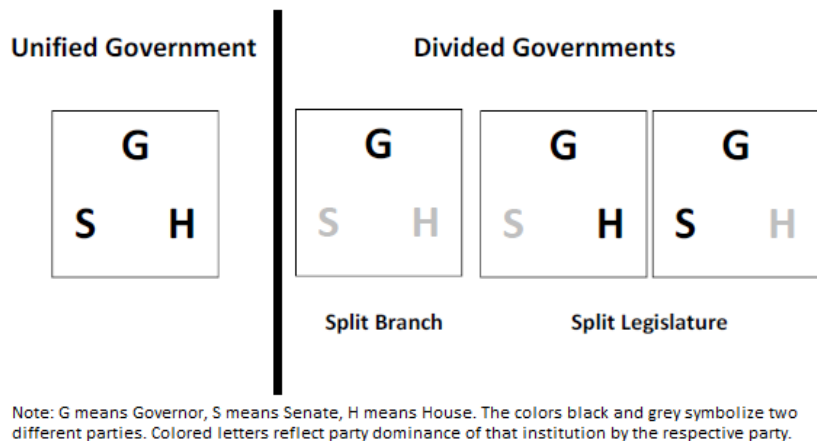 Unified Government
Divided Governments
G
S H
G
S H
G
S H
G
S H
Split Branch
Split Legislature
Note: G means Governor, S means Senate, H means House. The colors black and grey symbolize two
different parties. Colored letters reflect party dominance of that institution by the respective party.